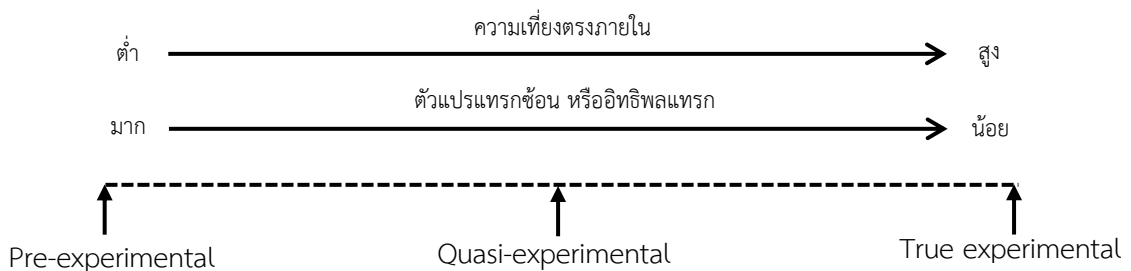 ความเที่ยงตรงภายใน
ต่ำ สูง
ตัวแปรแทรกซ้อน หรืออิทธิพลแทรก
มาก น้อย
Pre-experimental Quasi-experimental True experimental